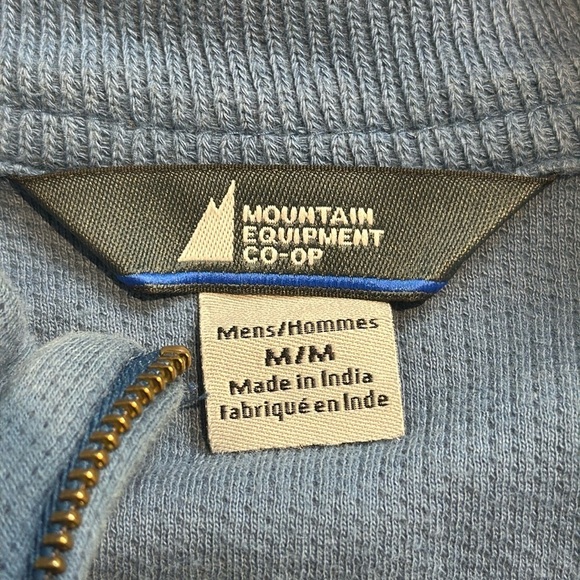 MOUNTAIN
EQUIPMENT
CO-OP
Mens/Hommes
M/M
Made in India
Fabriqué en Inde